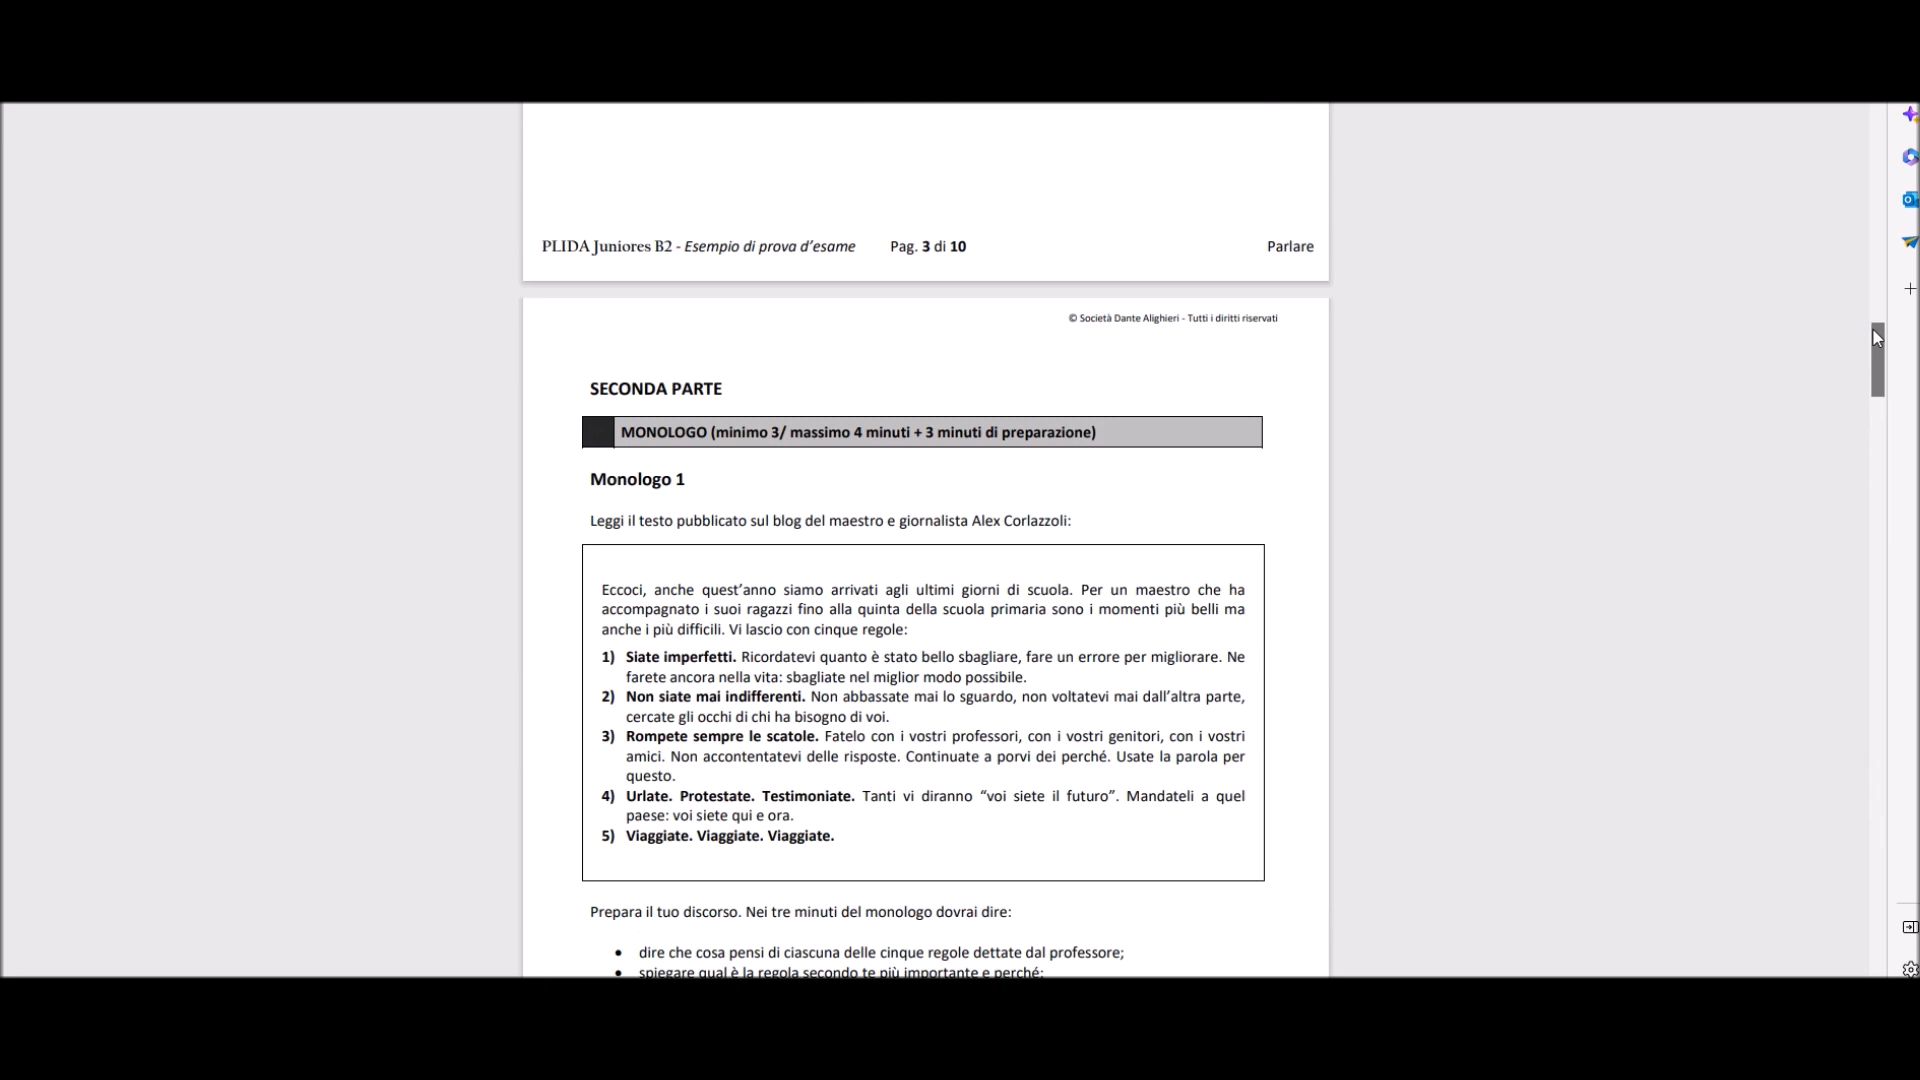 PLIDA Juniores B2 - Esempio di prova d’esame Pag. 3 di 10 Parlare
© Società Dante Alighieri - Tutti i diritti riservati
SECONDA PARTE
MONOLOGO (minimo 3/ massimo 4 minuti + 3 minuti di preparazione)
Monologo 1
Leggi il testo pubblicato sul blog del maestro e giornalista Alex Corlazzoli:
Eccoci, anche quest’anno siamo arrivati agli ultimi giorni di scuola. Per un maestro che ha
accompagnato i suoi ragazzi fino alla quinta della scuola primaria sono i momenti più belli ma
anche i più difficili. Vi lascio con cinque regole:
1) Siate imperfetti. Ricordatevi quanto è stato bello sbagliare, fare un errore per migliorare. Ne
farete ancora nella vita: sbagliate nel miglior modo possibile.
2) Non siate mai indifferenti. Non abbassate mai lo sguardo, non voltatevi mai dall’altra parte,
cercate gli occhi di chi ha bisogno di voi.
3) Rompete sempre le scatole. Fatelo con i vostri professori, con i vostri genitori, con i vostri
amici. Non accontentatevi delle risposte. Continuate a porvi dei perché. Usate la parola per
questo.
4) Urlate. Protestate. Testimoniate. Tanti vi diranno “voi siete il futuro”. Mandateli a quel
paese: voi siete qui e ora.
5) Viaggiate. Viaggiate. Viaggiate.
Prepara il tuo discorso. Nei tre minuti del monologo dovrai dire:
• dire che cosa pensi di ciascuna delle cinque regole dettate dal professore;
• spiegare qual è la regola secondo te più importante e perché;